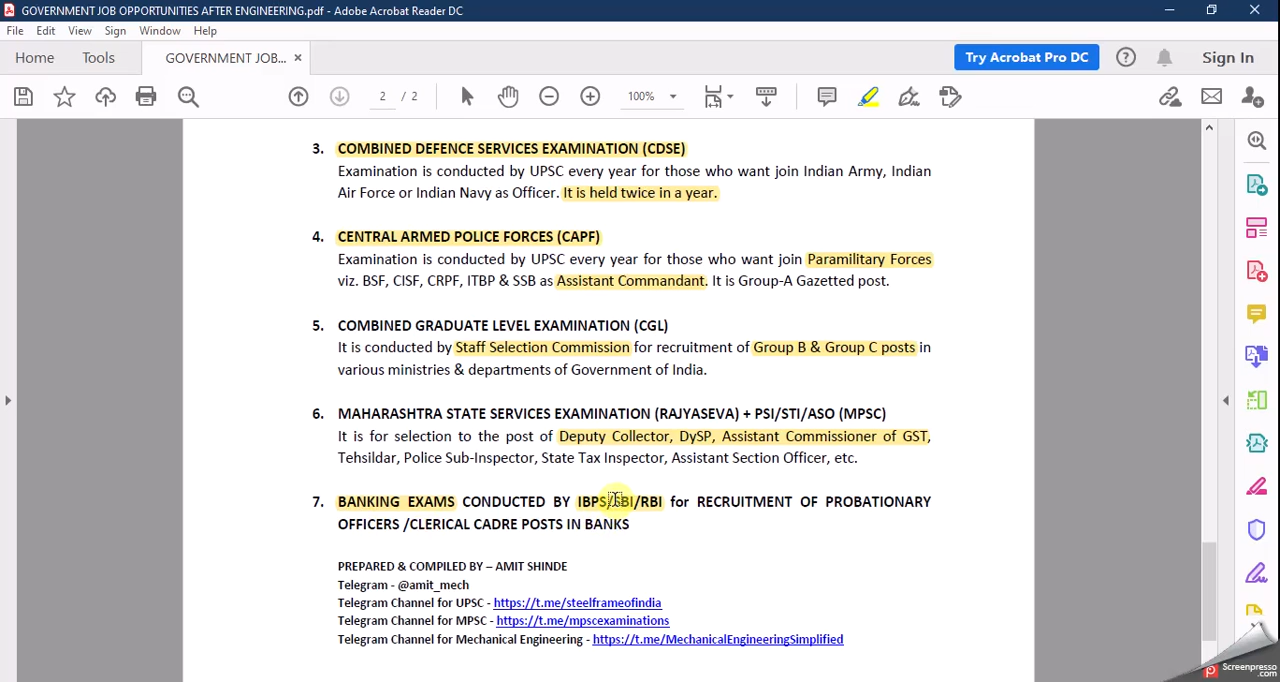 GOVERNMENT JOB OPPORTUNITIES AFTER ENGINEERING.pdf - Adobe Acrobat Reader DC
File Edit View Sign Window Help
Home Tools GOVERNMENT JOB... × Try Acrobat Pro DC Sign In
2 / 2 100%
3. COMBINED DEFENCE SERVICES EXAMINATION (CDSE)
Examination is conducted by UPSC every year for those who want join Indian Army, Indian
Air Force or Indian Navy as Officer. It is held twice in a year.
4. CENTRAL ARMED POLICE FORCES (CAPF)
Examination is conducted by UPSC every year for those who want join Paramilitary Forces
viz. BSF, CISF, CRPF, ITBP & SSB as Assistant Commandant. It is Group-A Gazetted post.
5. COMBINED GRADUATE LEVEL EXAMINATION (CGL)
It is conducted by Staff Selection Commission for recruitment of Group B & Group C posts in
various ministries & departments of Government of India.
6. MAHARASHTRA STATE SERVICES EXAMINATION (RAJYASEVA) + PSI/STI/ASO (MPSC)
It is for selection to the post of Deputy Collector, DySP, Assistant Commissioner of GST,
Tehsildar, Police Sub-Inspector, State Tax Inspector, Assistant Section Officer, etc.
7. BANKING EXAMS CONDUCTED BY IBPS/SBI/RBI for RECRUITMENT OF PROBATIONARY
OFFICERS /CLERICAL CADRE POSTS IN BANKS
PREPARED & COMPILED BY – AMIT SHINDE
Telegram - @amit_mech
Telegram Channel for UPSC - https://t.me/steelframeofindia
Telegram Channel for MPSC - https://t.me/mpscexaminations
Telegram Channel for Mechanical Engineering - https://t.me/MechanicalEngineeringSimplified
Screenpresso
.com